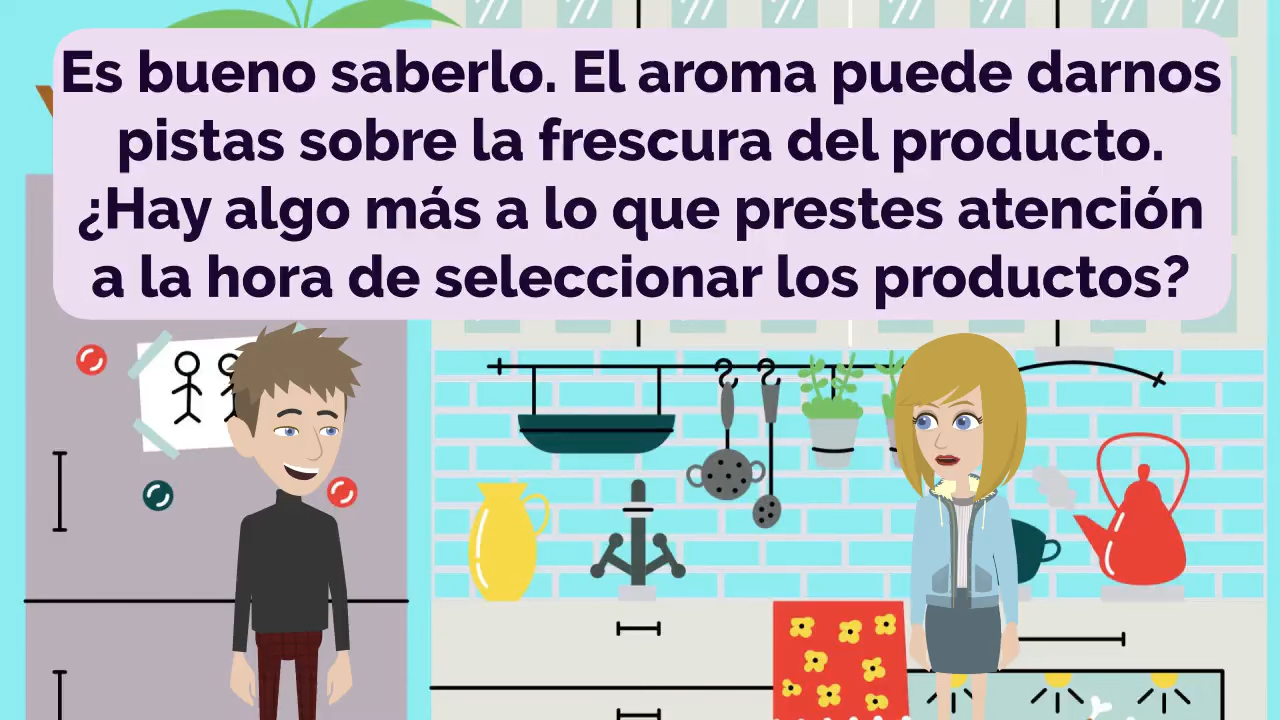 Es bueno saberlo. El aroma puede darnos
pistas sobre la frescura del producto.
¿Hay algo más a lo que prestes atención
a la hora de seleccionar los productos?